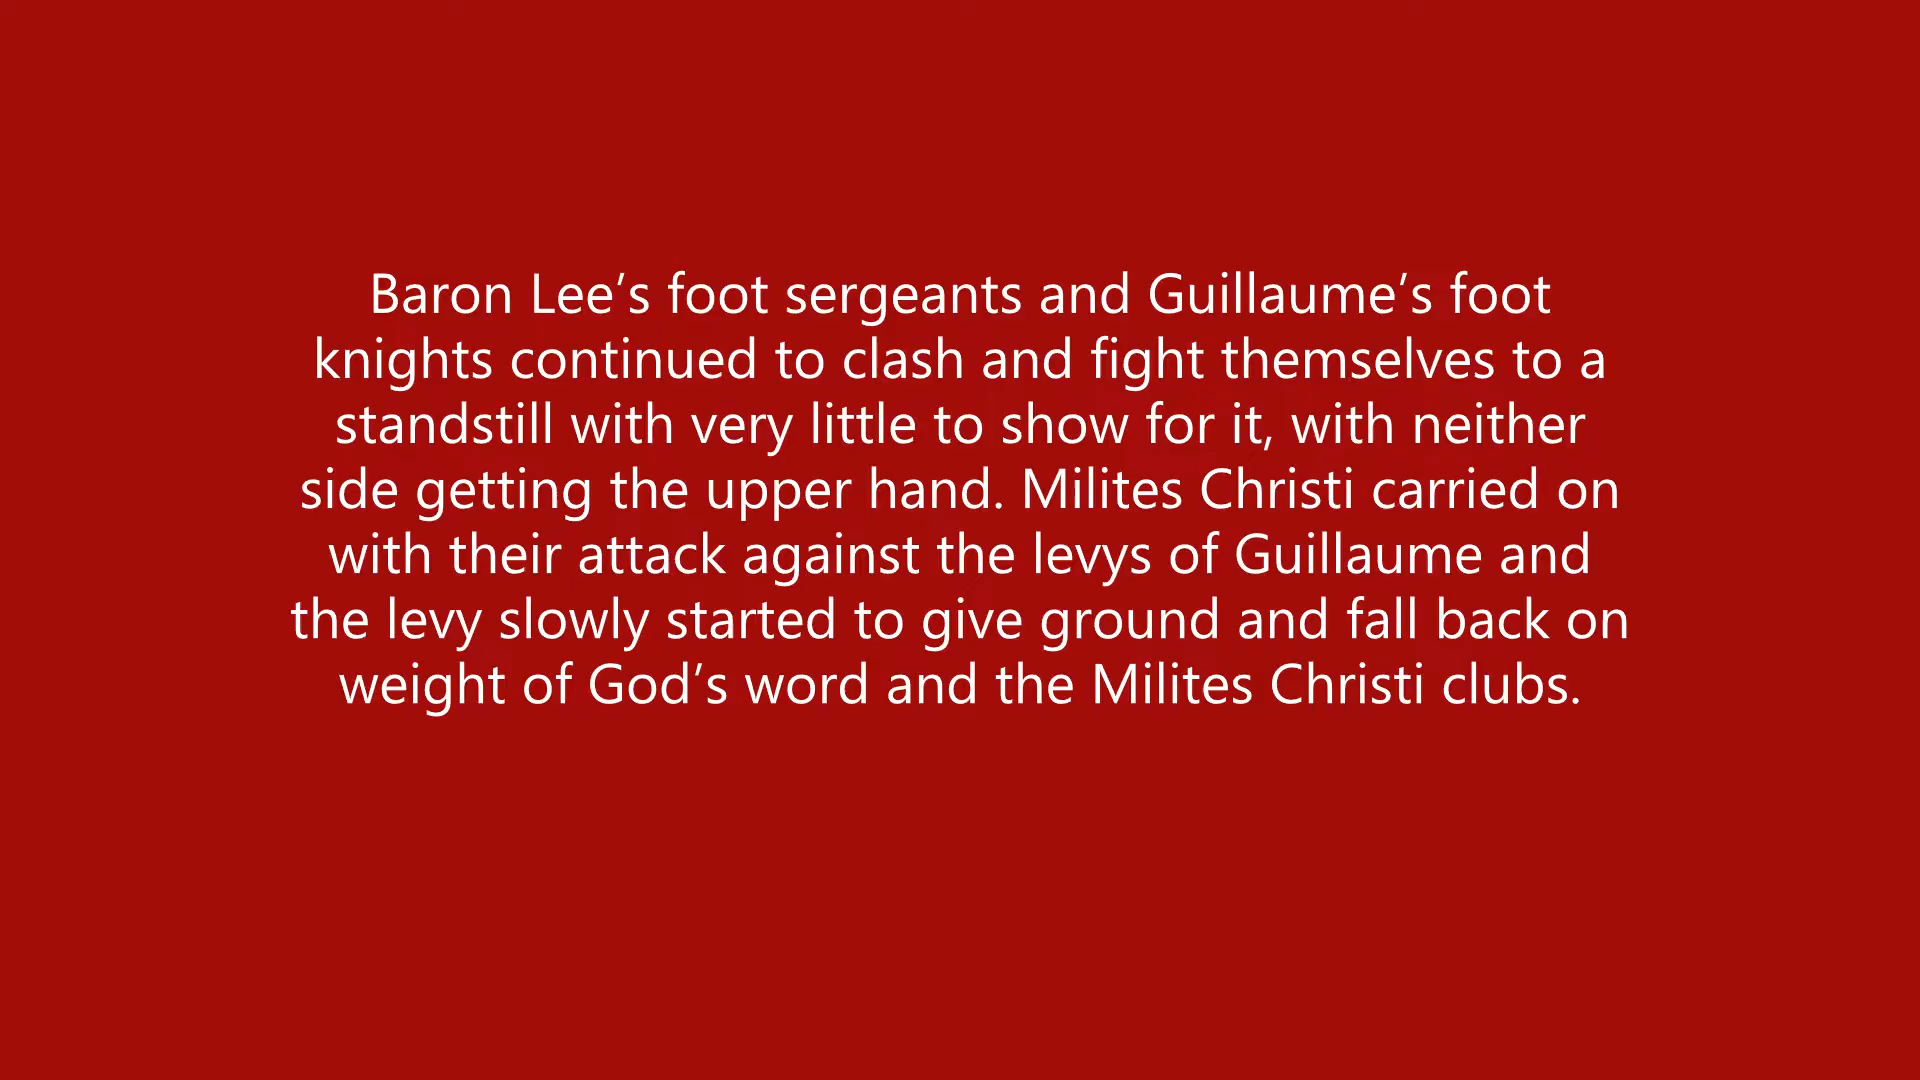 Baron Lee’s foot sergeants and Guillaume’s foot
knights continued to clash and fight themselves to a
standstill with very little to show for it, with neither
side getting the upper hand. Milites Christi carried on
with their attack against the levys of Guillaume and
the levy slowly started to give ground and fall back on
weight of God’s word and the Milites Christi clubs.